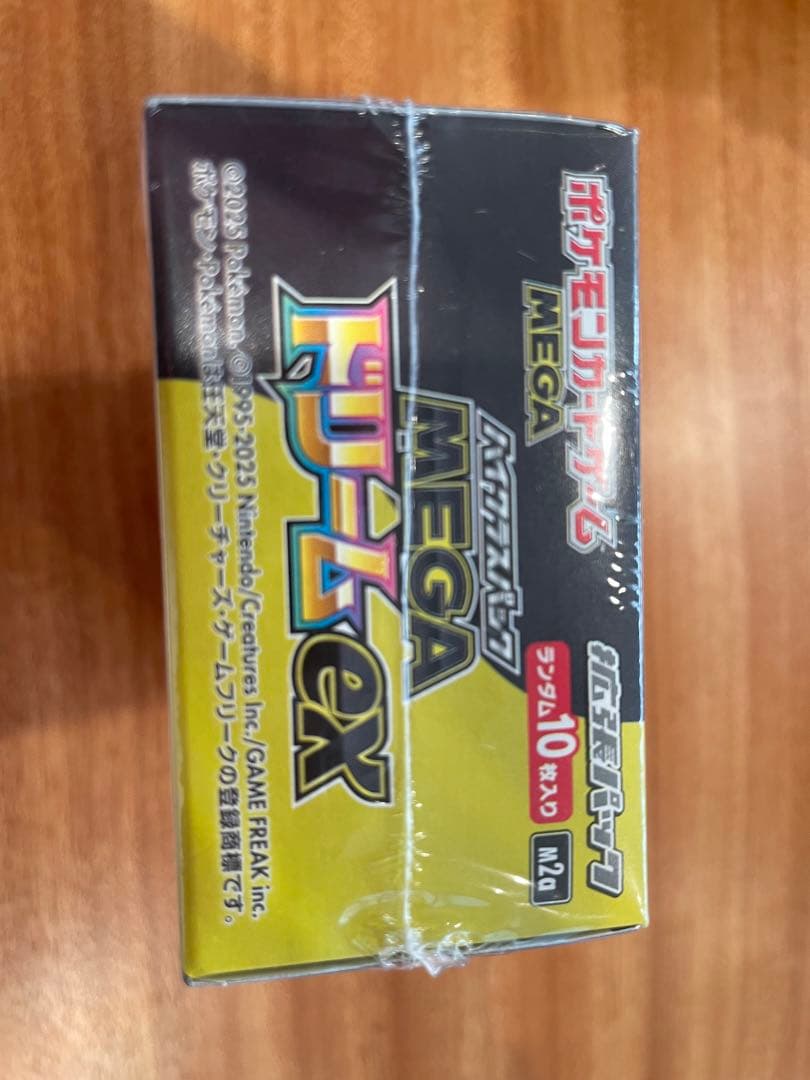 ポケモンカードゲーム
MEGA
拡張パック
ランダム10枚入り
M2a
ハイクラスパック
MEGA
ドリームex
©2025 Pokémon. ©1995-2025 Nintendo/Creatures Inc./GAME FREAK inc.
ポケモン・Pokémonは任天堂・クリーチャーズ・ゲームフリークの登録商標です。